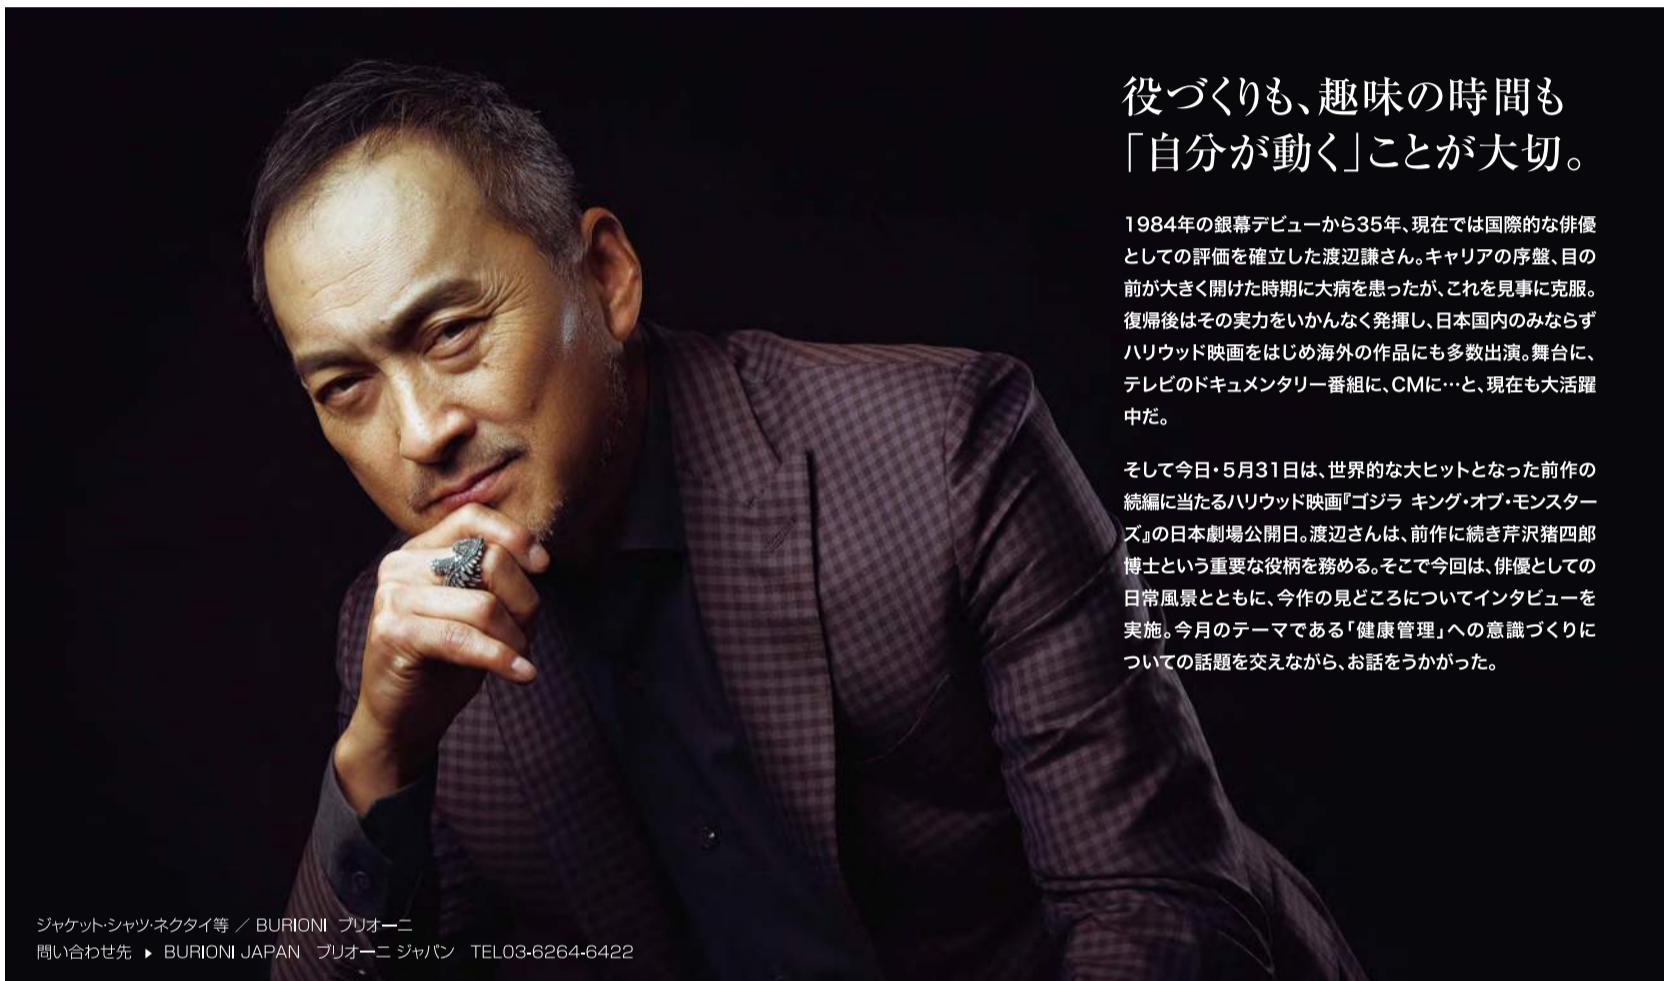 役づくりも、趣味の時間も
「自分が動く」ことが大切。
1984年の銀幕デビューから35年、現在では国際的な俳優
としての評価を確立した渡辺謙さん。キャリアの序盤、目の
前が大きく開けた時期に大病を患ったが、これを見事に克服。
復帰後はその実力をいかんなく発揮し、日本国内のみならず
ハリウッド映画をはじめ海外の作品にも多数出演。舞台に、
テレビのドキュメンタリー番組に、CMに…と、現在も大活躍
中だ。
そして今日・5月31日は、世界的な大ヒットとなった前作の
続編に当たるハリウッド映画『ゴジラ キング・オブ・モンスター
ズ』の日本劇場公開日。渡辺さんは、前作に続き芹沢猪四郎
博士という重要な役柄を務める。そこで今回は、俳優としての
日常風景とともに、今作の見どころについてインタビューを
実施。今月のテーマである「健康管理」への意識づくりに
ついての話題を交えながら、お話をうかがった。
ジャケット・シャツ・ネクタイ等 ／ BURIONI ブリオーニ
問い合わせ先 ▶ BURIONI JAPAN ブリオーニ ジャパン TEL03-6264-6422